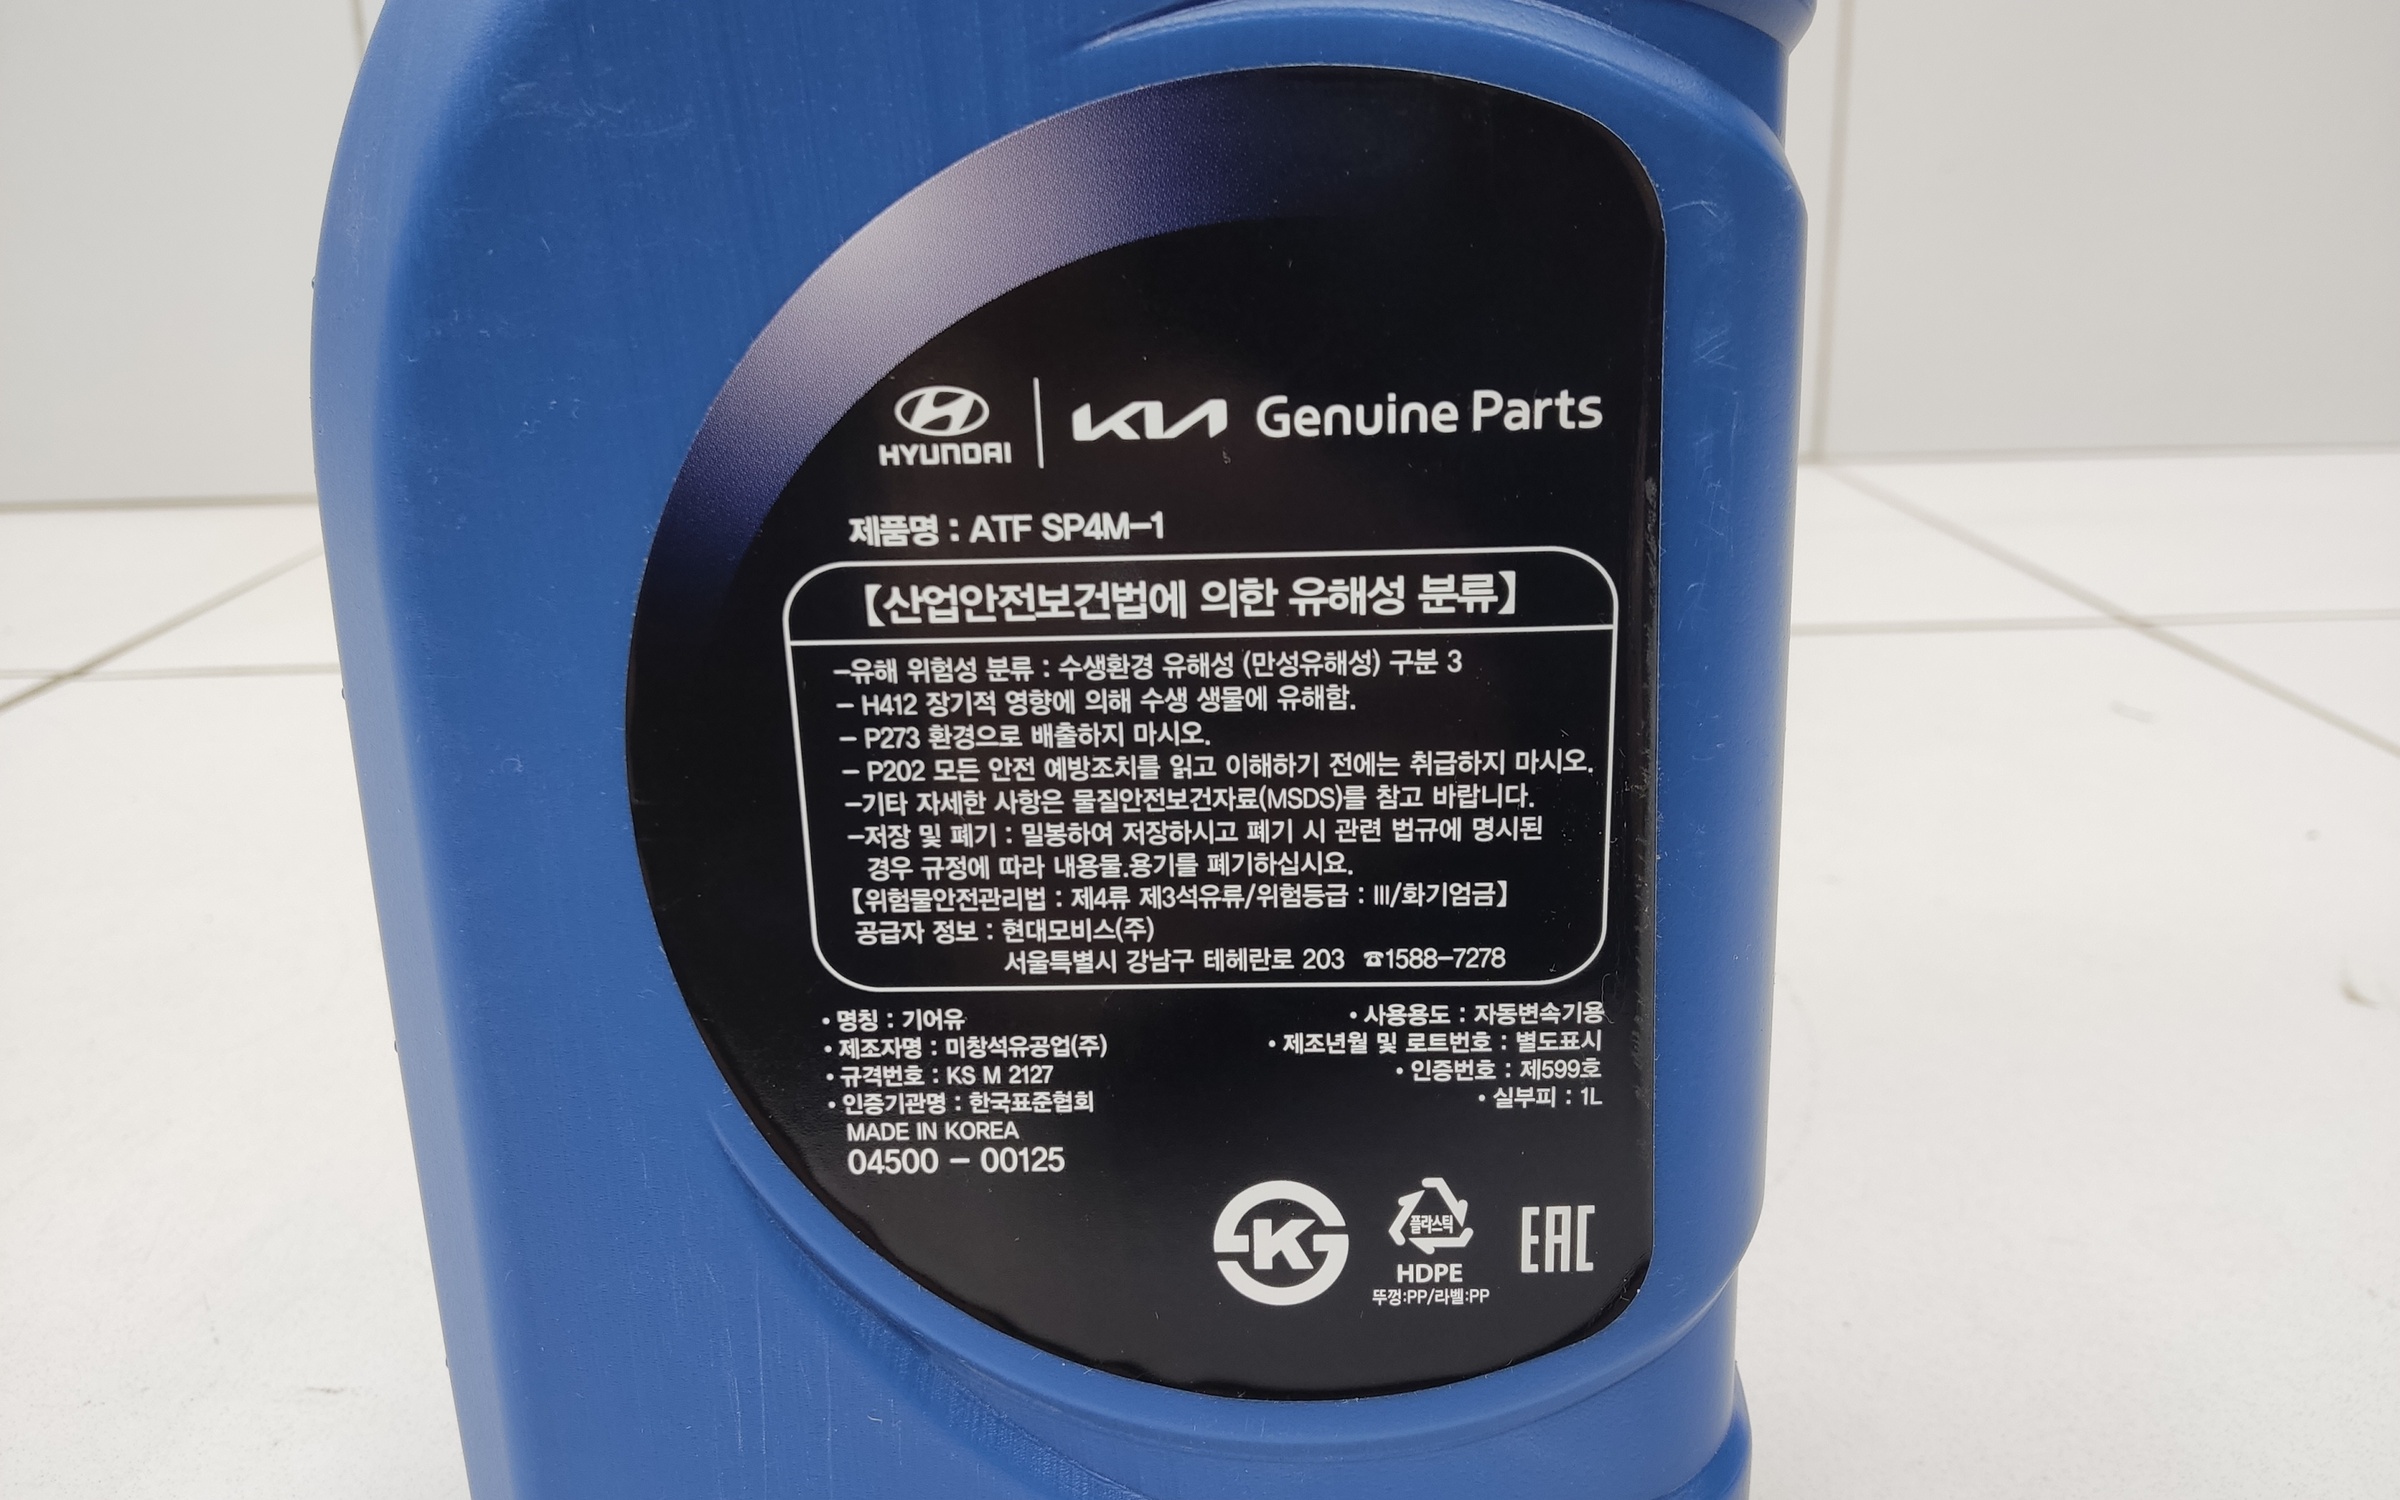 HYUNDAI KIA Genuine Parts
제품명 : ATF SP4M-1
【산업안전보건법에 의한 유해성 분류】
-유해 위험성 분류 : 수생환경 유해성 (만성유해성) 구분 3
- H412 장기적 영향에 의해 수생 생물에 유해함.
- P273 환경으로 배출하지 마시오.
- P202 모든 안전 예방조치를 읽고 이해하기 전에는 취급하지 마시오.
-기타 자세한 사항은 물질안전보건자료(MSDS)를 참고 바랍니다.
-저장 및 폐기 : 밀봉하여 저장하시고 폐기 시 관련 법규에 명시된
경우 규정에 따라 내용물.용기를 폐기하십시요.
【위험물안전관리법 : 제4류 제3석유류/위험등급 : III/화기엄금】
공급자 정보 : 현대모비스(주)
서울특별시 강남구 테헤란로 203 ☎1588-7278
• 명칭 : 기어유
• 제조자명 : 미창석유공업(주)
• 규격번호 : KS M 2127
• 인증기관명 : 한국표준협회
MADE IN KOREA
04500 - 00125
• 사용용도 : 자동변속기용
• 제조년월 및 로트번호 : 별도표시
• 인증번호 : 제599호
• 실부피 : 1L
K
플라스틱
HDPE
뚜껑:PP/라벨:PP
EAC